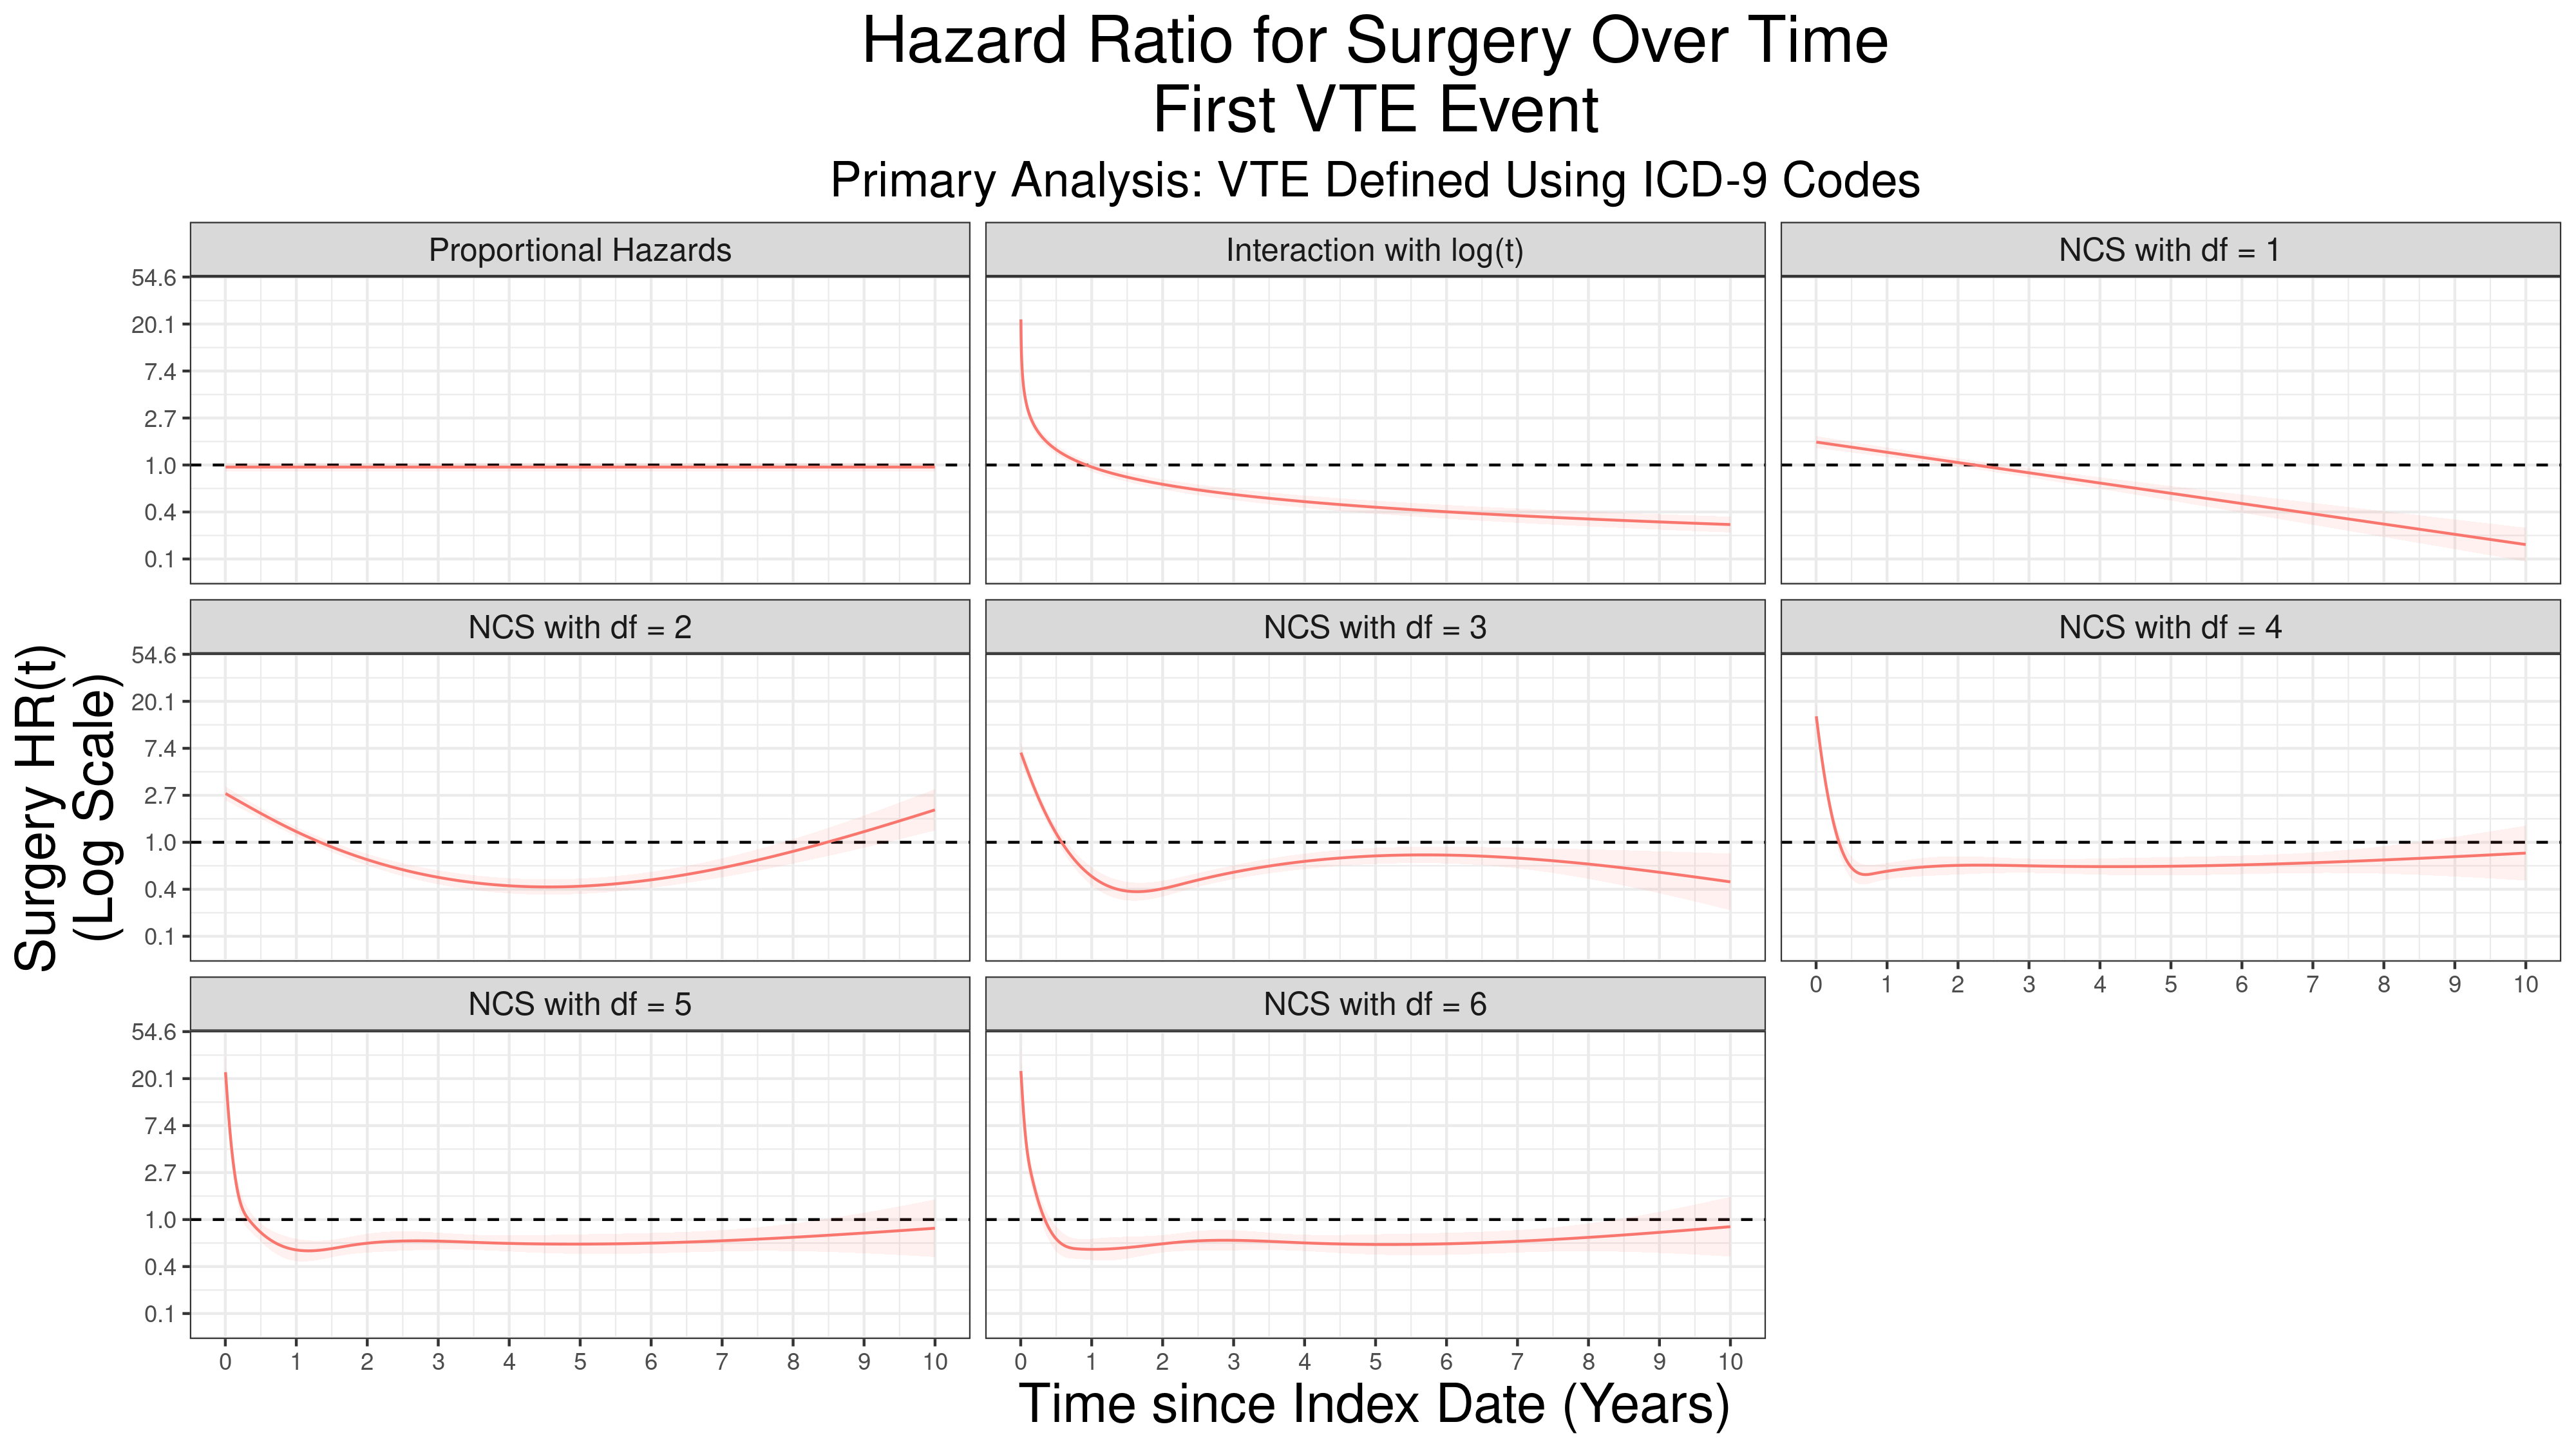 Hazard Ratio for Surgery Over Time
First VTE Event
Primary Analysis: VTE Defined Using ICD-9 Codes
Surgery HR(t)
(Log Scale)
Proportional Hazards
Interaction with log(t)
NCS with df = 1
54.6
20.1
7.4
2.7
1.0
0.4
0.1
NCS with df = 2
NCS with df = 3
NCS with df = 4
54.6
20.1
7.4
2.7
1.0
0.4
0.1
0 1 2 3 4 5 6 7 8 9 10
NCS with df = 5
NCS with df = 6
54.6
20.1
7.4
2.7
1.0
0.4
0.1
0 1 2 3 4 5 6 7 8 9 10
0 1 2 3 4 5 6 7 8 9 10
Time since Index Date (Years)